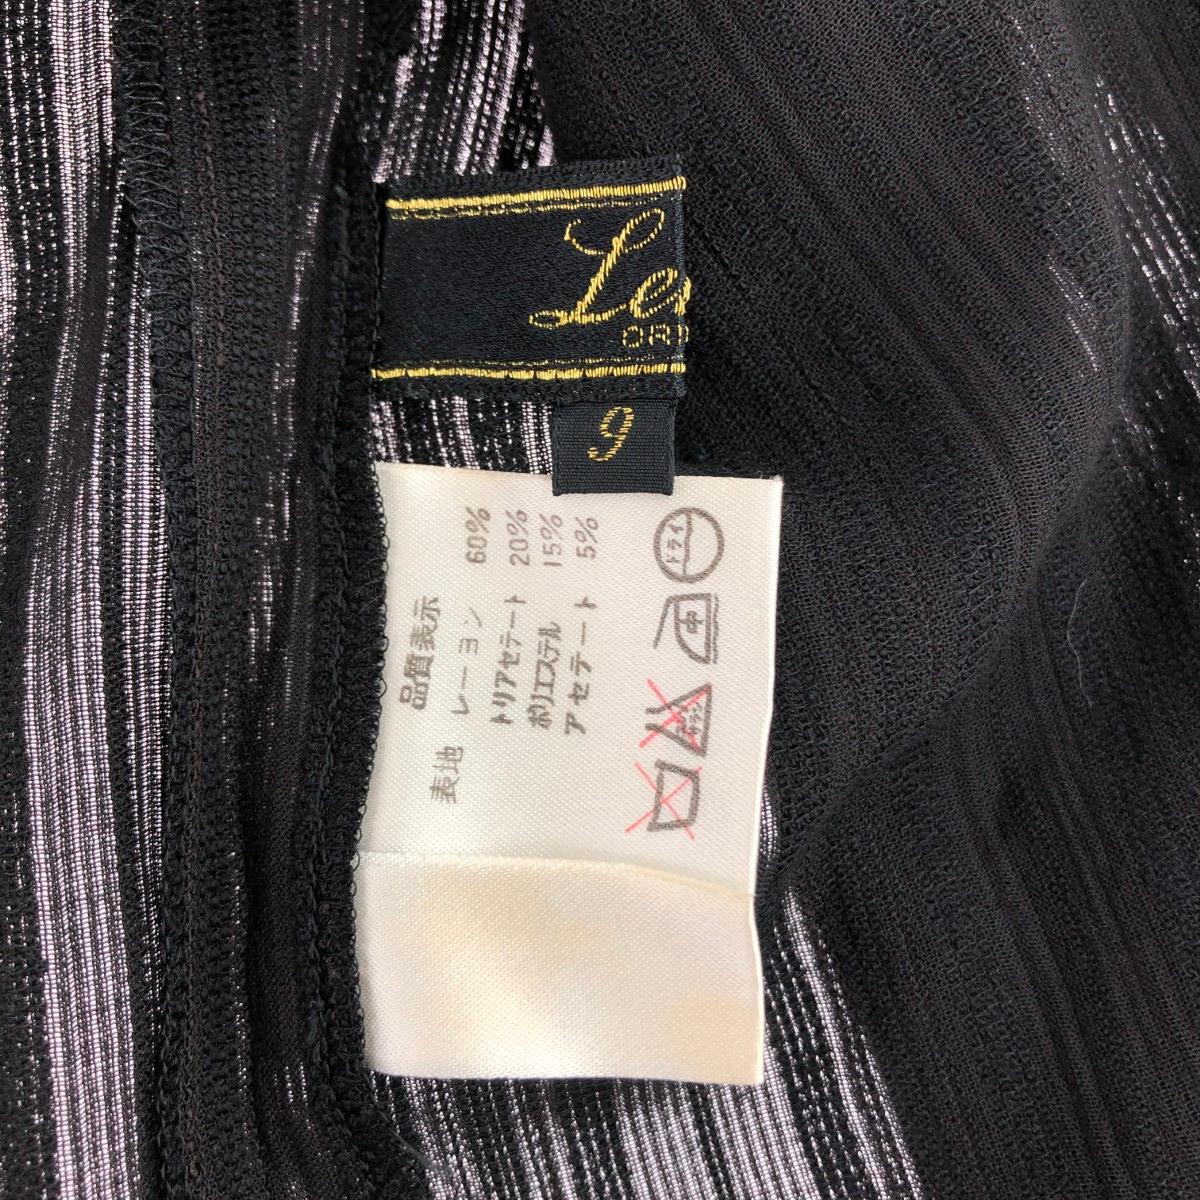 Les
ORI
9
品質表示
表地 レーヨン 60%
トリアセテート 20%
ポリエステル 15%
アセテート 5%
ドライ
中